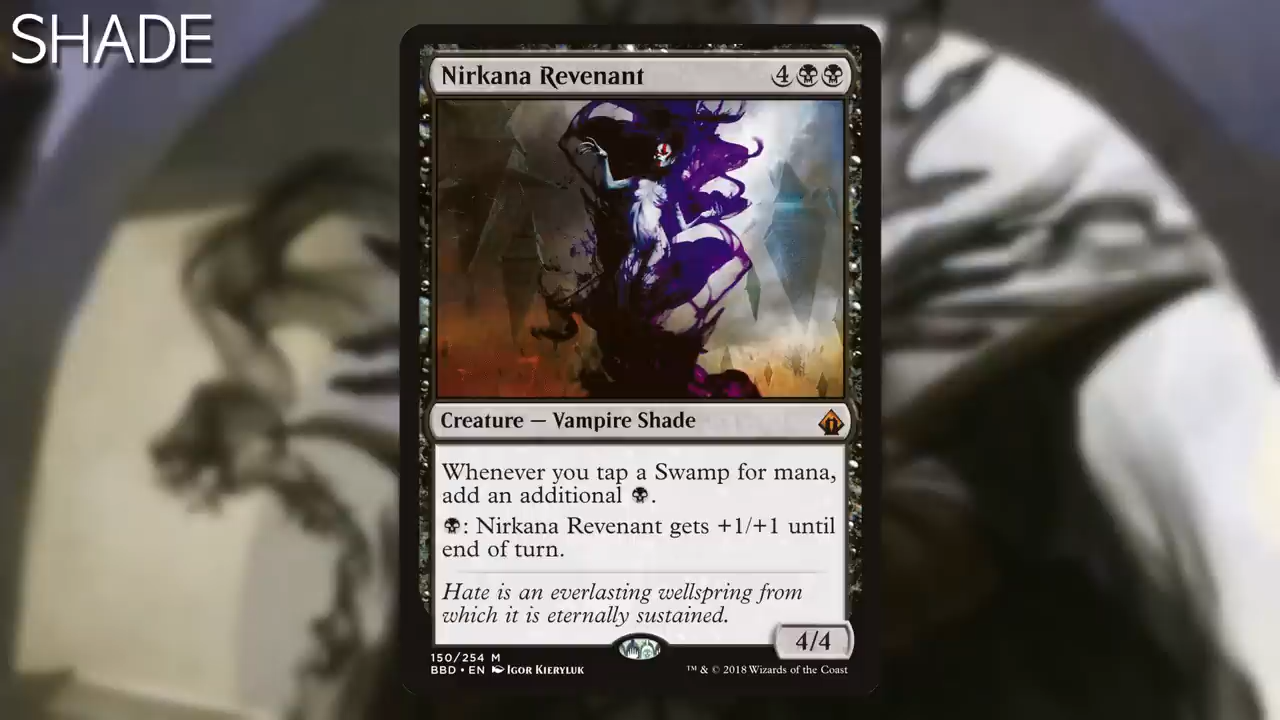 SHADE
Nirkana Revenant 4
Creature — Vampire Shade
Whenever you tap a Swamp for mana,
add an additional .
: Nirkana Revenant gets +1/+1 until
end of turn.
Hate is an everlasting wellspring from
which it is eternally sustained.
4/4
150/254 M
BBD • EN Igor Kieryluk
™ & © 2018 Wizards of the Coast